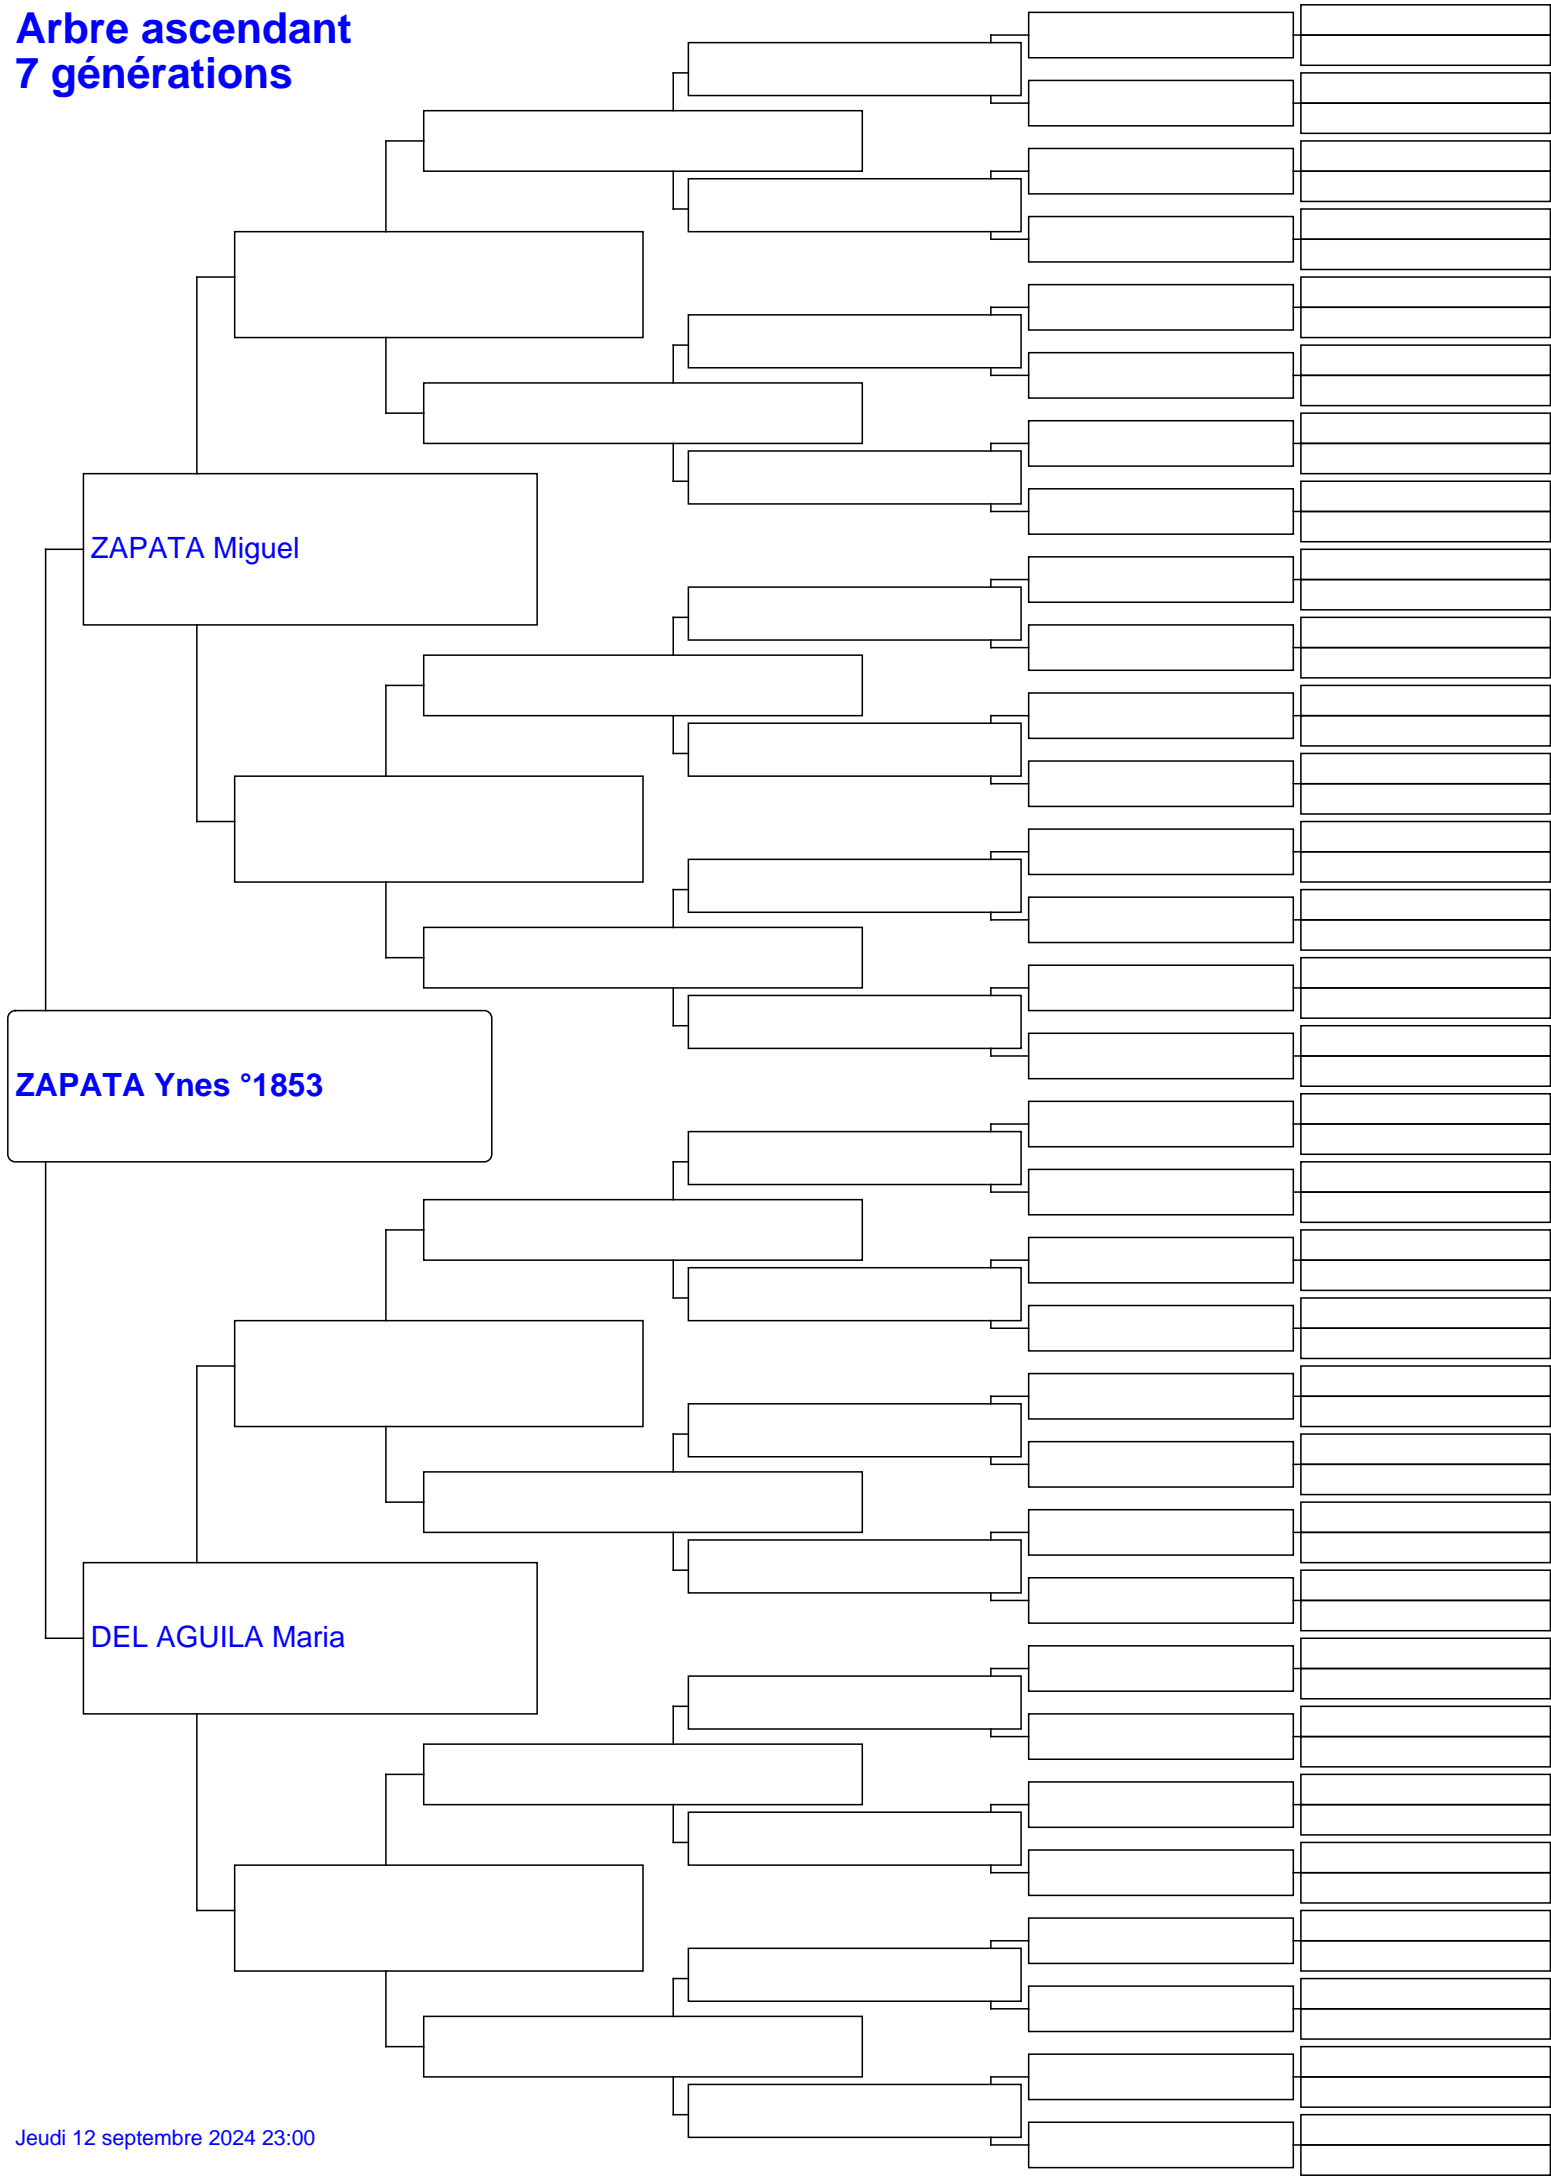 Arbre ascendant
7 générations
ZAPATA Miguel
ZAPATA Ynes °1853
DEL AGUILA Maria
Jeudi 12 septembre 2024 23:00